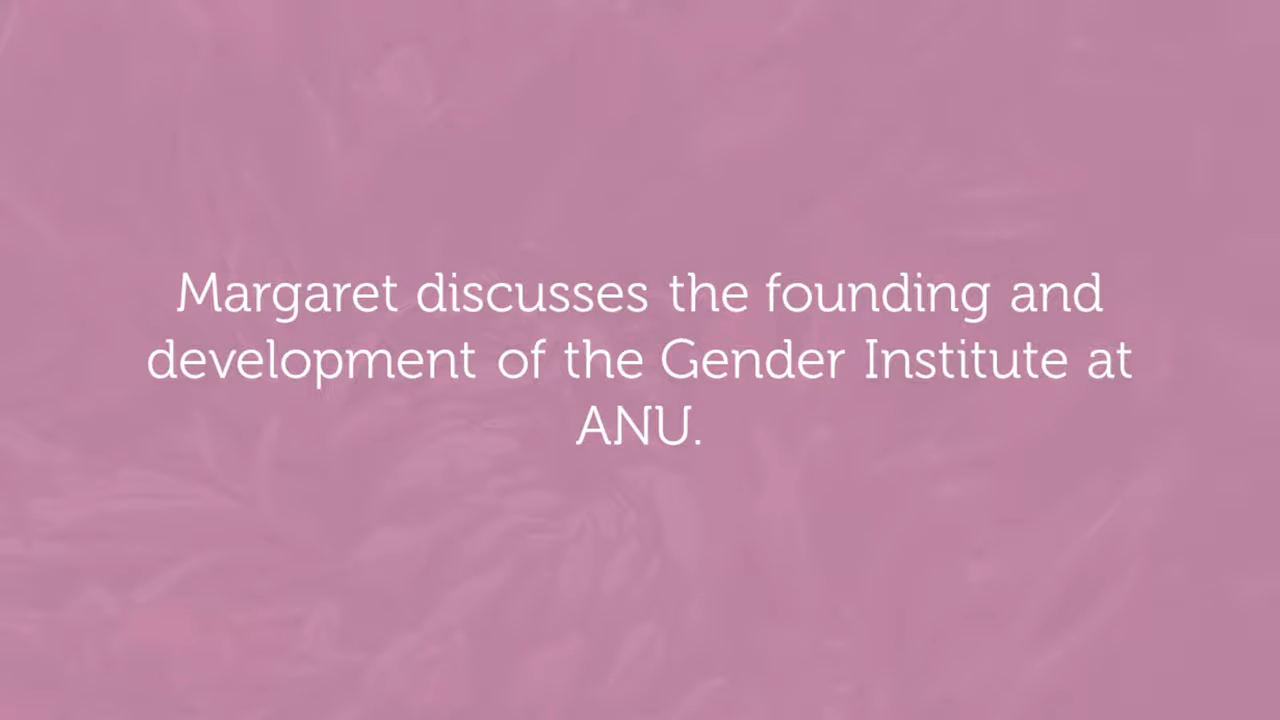 Margaret discusses the founding and
development of the Gender Institute at
ANU.